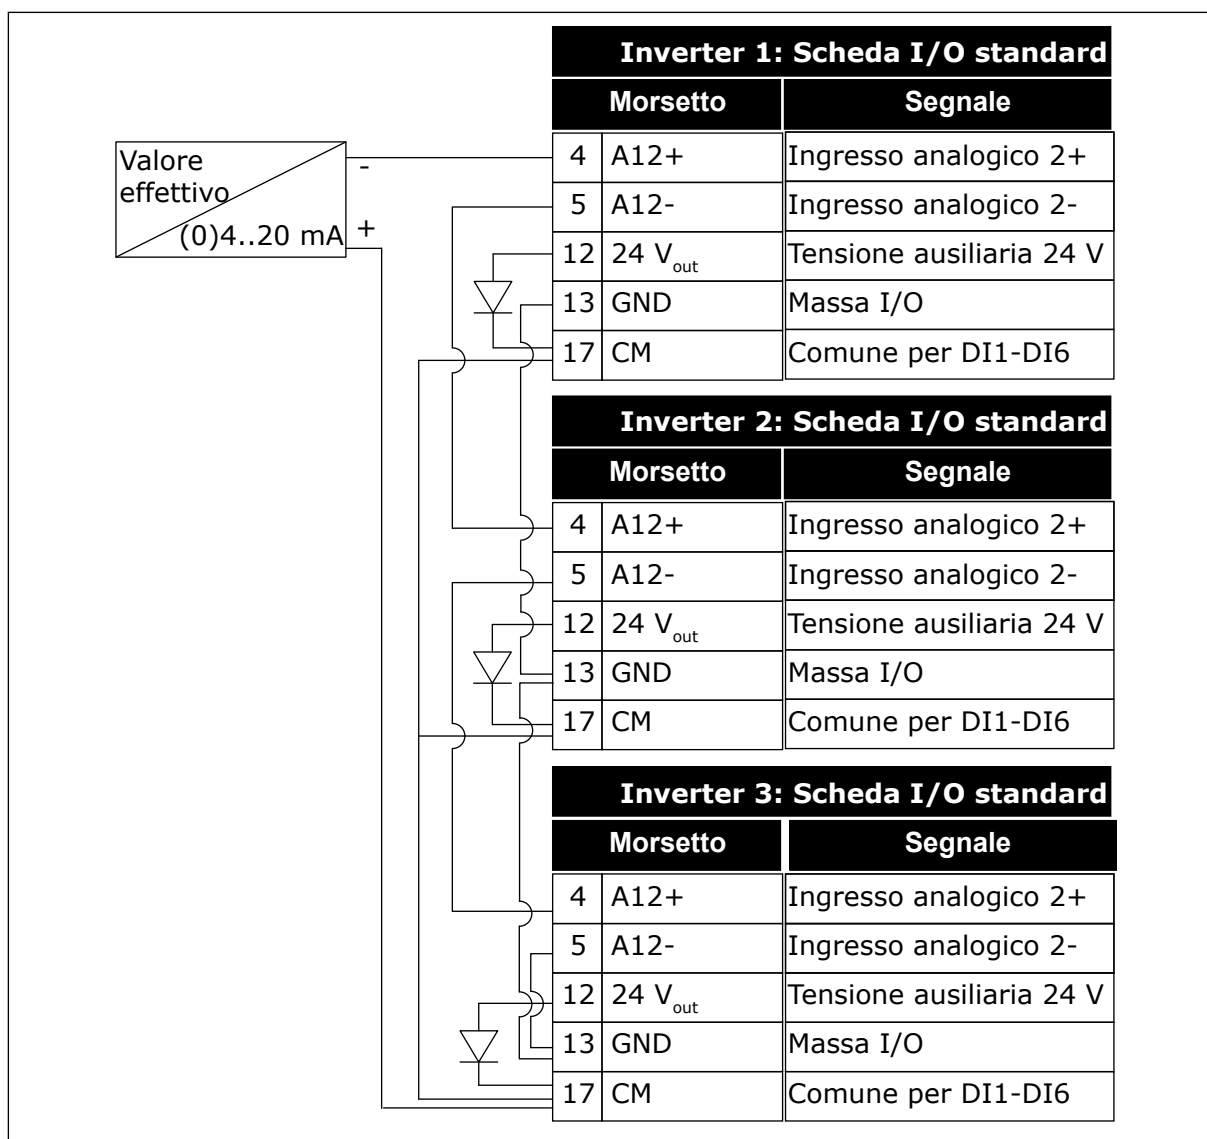 Inverter 1: Scheda I/O standard
Morsetto Segnale
Valore
effettivo
(0)4..20 mA
-
+
4 A12+ Ingresso analogico 2+
5 A12- Ingresso analogico 2-
12 24 Vout Tensione ausiliaria 24 V
13 GND Massa I/O
17 CM Comune per DI1-DI6
Inverter 2: Scheda I/O standard
Morsetto Segnale
4 A12+ Ingresso analogico 2+
5 A12- Ingresso analogico 2-
12 24 Vout Tensione ausiliaria 24 V
13 GND Massa I/O
17 CM Comune per DI1-DI6
Inverter 3: Scheda I/O standard
Morsetto Segnale
4 A12+ Ingresso analogico 2+
5 A12- Ingresso analogico 2-
12 24 Vout Tensione ausiliaria 24 V
13 GND Massa I/O
17 CM Comune per DI1-DI6